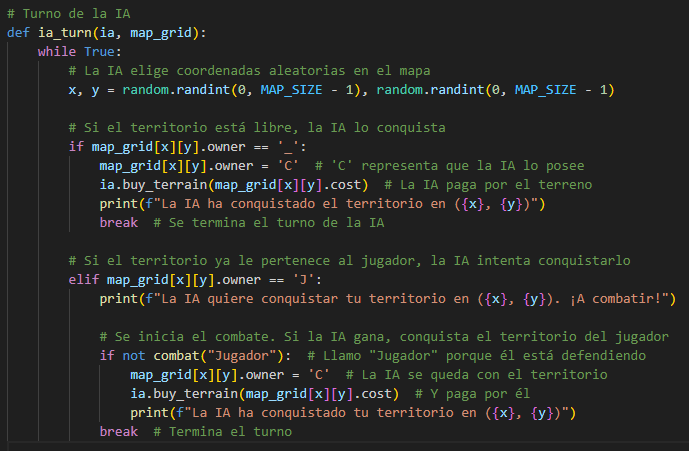 # Turno de la IA
def ia_turn(ia, map_grid):
    while True:
        # La IA elige coordenadas aleatorias en el mapa
        x, y = random.randint(0, MAP_SIZE - 1), random.randint(0, MAP_SIZE - 1)

        # Si el territorio está libre, la IA lo conquista
        if map_grid[x][y].owner == '_':
            map_grid[x][y].owner = 'C'  # 'C' representa que la IA lo posee
            ia.buy_terrain(map_grid[x][y].cost)  # La IA paga por el terreno
            print(f"La IA ha conquistado el territorio en ({x}, {y})")
            break  # Se termina el turno de la IA

        # Si el territorio ya le pertenece al jugador, la IA intenta conquistarlo
        elif map_grid[x][y].owner == 'J':
            print(f"La IA quiere conquistar tu territorio en ({x}, {y}). ¡A combatir!")

            # Se inicia el combate. Si la IA gana, conquista el territorio del jugador
            if not combat("Jugador"):  # Llamo "Jugador" porque él está defendiendo
                map_grid[x][y].owner = 'C'  # La IA se queda con el territorio
                ia.buy_terrain(map_grid[x][y].cost)  # Y paga por él
                print(f"La IA ha conquistado tu territorio en ({x}, {y})")
            break  # Termina el turno